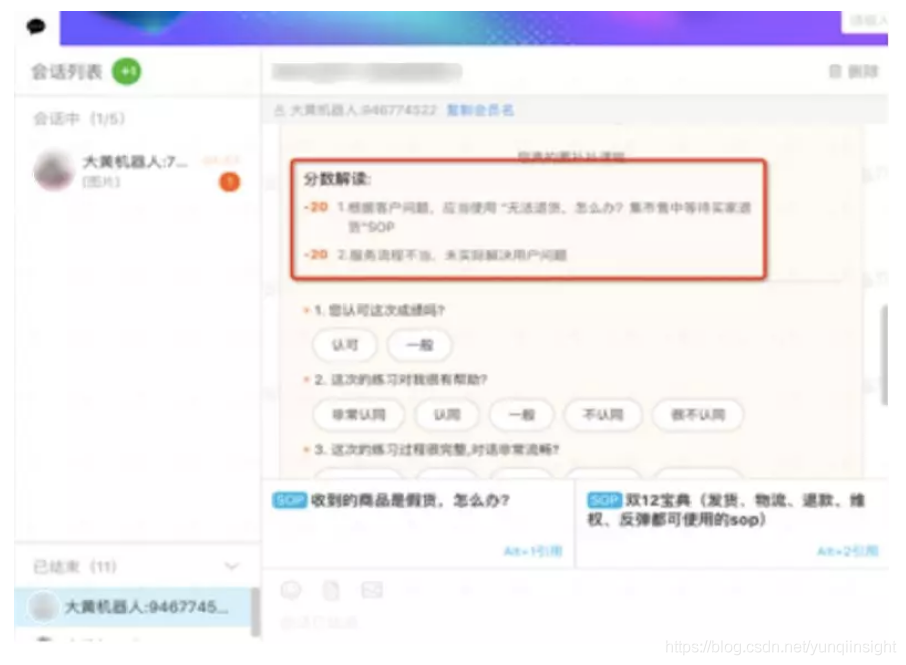 会话列表 +1
删除
会话中（1/5）
大黄机器人:946774522 复制会员名
大黄机器人:7...
[图片]
1
分数解读:
-20 1.根据客户问题，应当使用“无法退货，怎么办？集市售中等待买家退
货”SOP
-20 2.服务流程不当，未实际解决用户问题
* 1. 您认可这次成绩吗?
认可 一般
* 2. 这次的练习对我很有帮助?
非常认同 认同 一般 不认同 很不认同
* 3. 这次的练习过程很完整,对话非常流畅?
SOP 收到的商品是假货，怎么办?
Alt+1引用
SOP 双12宝典（发货、物流、退款、维
权、反弹都可使用的sop）
Alt+2引用
已结束（11）
大黄机器人:9467745...
https://blog.csdn.net/yunqiinsight